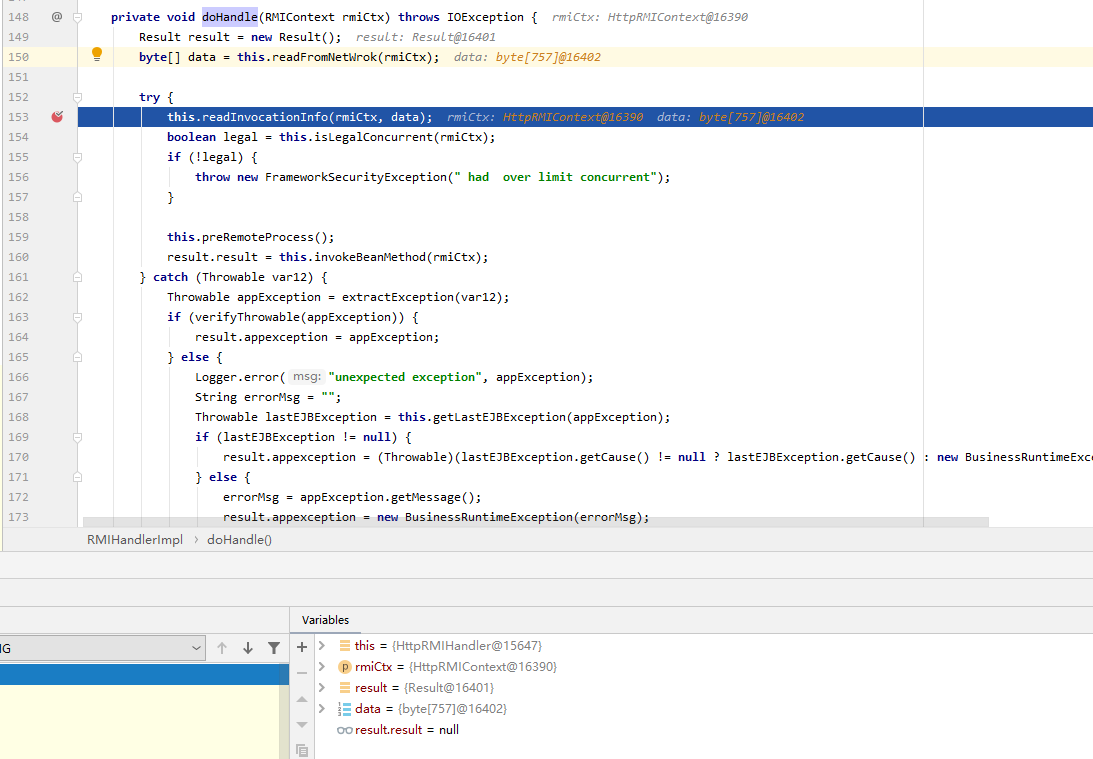 148 @ private void doHandle(RMIContext rmiCtx) throws IOException { rmiCtx: HttpRMIContext@16390
149 Result result = new Result(); result: Result@16401
150 byte[] data = this.readFromNetWrok(rmiCtx); data: byte[757]@16402
151
152 try {
153 this.readInvocationInfo(rmiCtx, data); rmiCtx: HttpRMIContext@16390 data: byte[757]@16402
154 boolean legal = this.isLegalConcurrent(rmiCtx);
155 if (!legal) {
156 throw new FrameworkSecurityException(" had  over limit concurrent");
157 }
158
159 this.preRemoteProcess();
160 result.result = this.invokeBeanMethod(rmiCtx);
161 } catch (Throwable var12) {
162 Throwable appException = extractException(var12);
163 if (verifyThrowable(appException)) {
164 result.appexception = appException;
165 } else {
166 Logger.error( msg: "unexpected exception", appException);
167 String errorMsg = "";
168 Throwable lastEJBException = this.getLastEJBException(appException);
169 if (lastEJBException != null) {
170 result.appexception = (Throwable)(lastEJBException.getCause() != null ? lastEJBException.getCause() : new BusinessRuntimeExce
171 } else {
172 errorMsg = appException.getMessage();
173 result.appexception = new BusinessRuntimeException(errorMsg);
RMIHandlerImpl › doHandle()
Variables
IG
this = {HttpRMIHandler@15647}
p rmiCtx = {HttpRMIContext@16390}
result = {Result@16401}
data = {byte[757]@16402}
result.result = null